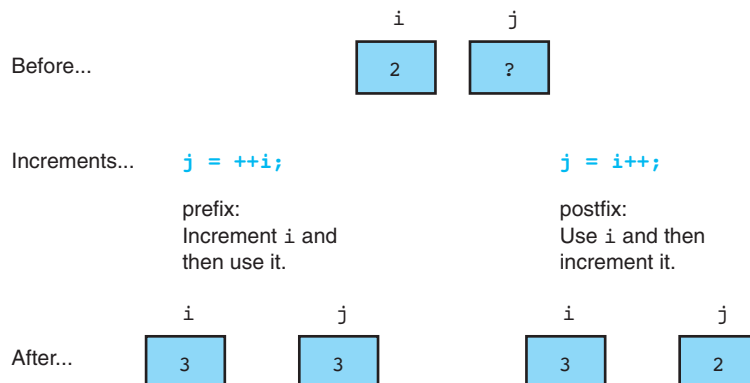 i j
Before... 2 ?
Increments... j = ++i; j = i++;
prefix:
Increment i and
then use it.
postfix:
Use i and then
increment it.
i j i j
After... 3 3 3 2